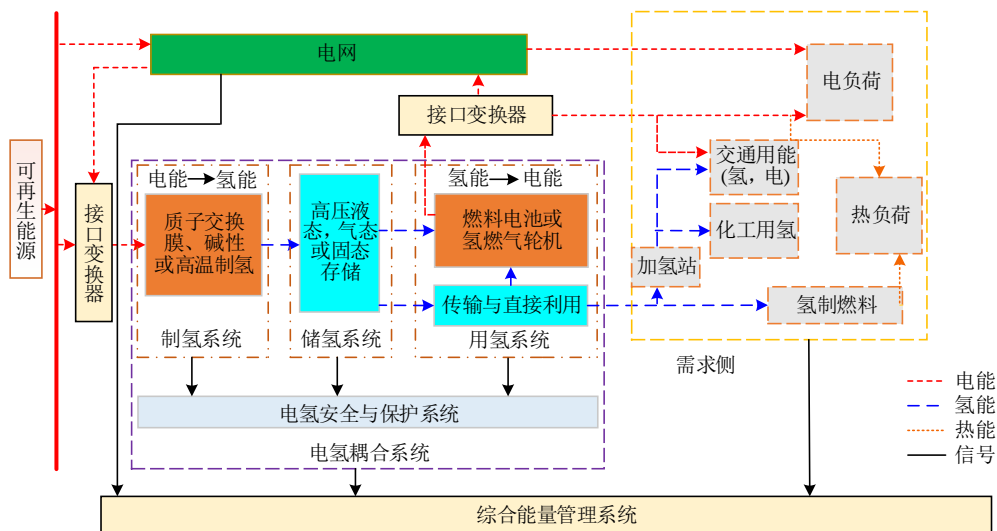 电网
电负荷
接口变换器
可再生能源
接口变换器
电能→氢能
质子交换
膜、碱性
或高温制氢
制氢系统
高压液
态，气态
或固态
存储
储氢系统
氢能→电能
燃料电池或
氢燃气轮机
传输与直接利用
用氢系统
交通用能
(氢，电)
化工用氢
加氢站
热负荷
氢制燃料
需求侧
电氢安全与保护系统
电氢耦合系统
电能
氢能
热能
信号
综合能量管理系统